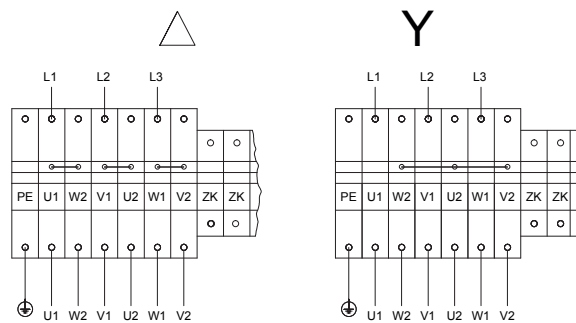 Y
L1 L2 L3 L1 L2 L3
PE U1 W2 V1 U2 W1 V2 ZK ZK PE U1 W2 V1 U2 W1 V2 ZK ZK
U1 W2 V1 U2 W1 V2 U1 W2 V1 U2 W1 V2